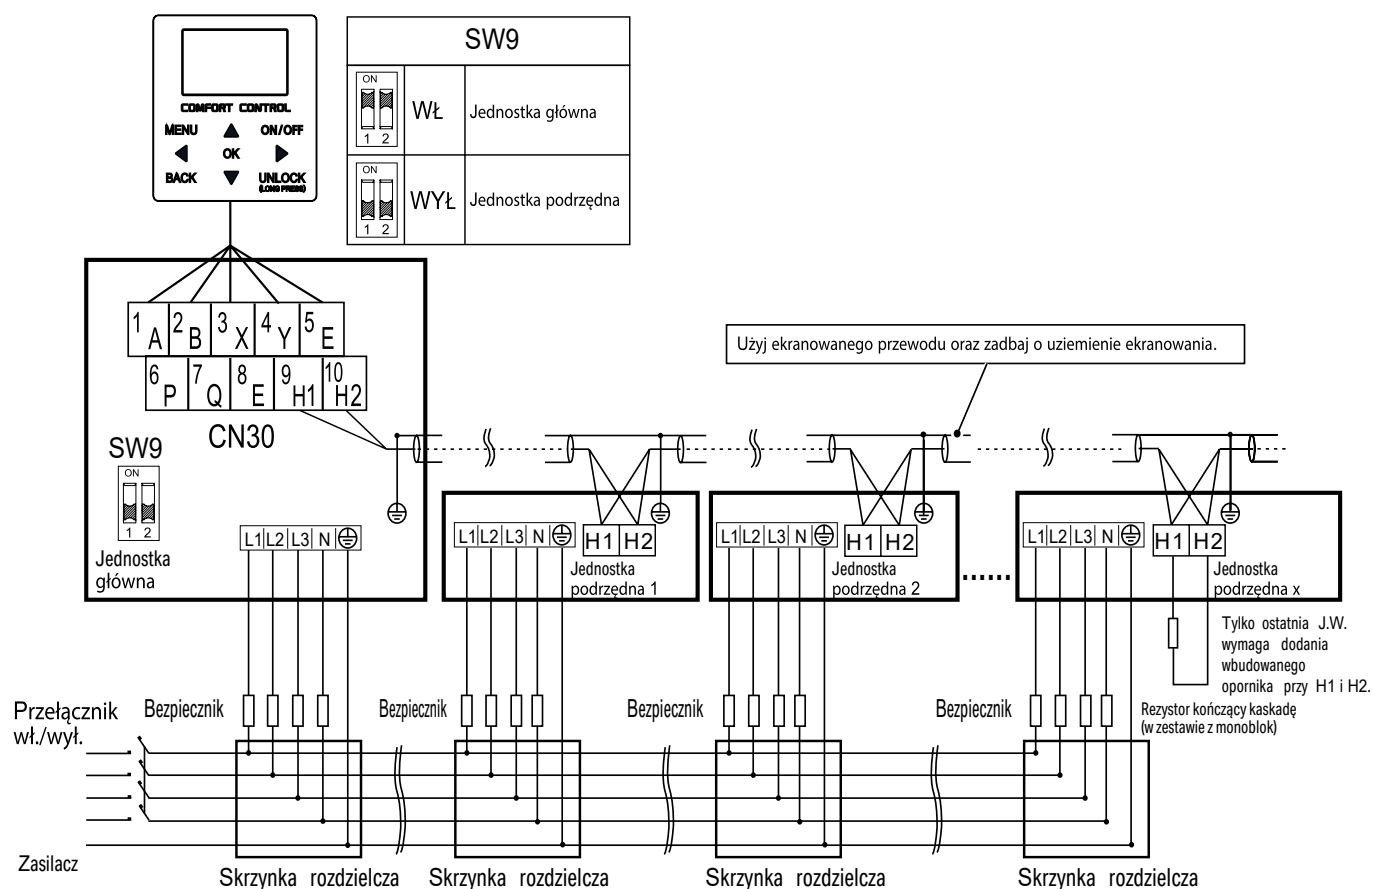 COMFORT CONTROL
MENU ON/OFF
OK
BACK UNLOCK
(LONG PRESS)
SW9
ON
1 2
WŁ
Jednostka główna
ON
1 2
WYŁ
Jednostka podrzędna
1 A 2 B 3 X 4 Y 5 E
6 P 7 Q 8 E 9 H1 10 H2
CN30
SW9
ON
1 2
Jednostka
główna
L1 L2 L3 N
Użyj ekranowanego przewodu oraz zadbaj o uziemienie ekranowania.
L1 L2 L3 N
H1 H2
Jednostka
podrzędna 1
L1 L2 L3 N
H1 H2
Jednostka
podrzędna 2
......
L1 L2 L3 N
H1 H2
Jednostka
podrzędna x
Tylko ostatnia J.W.
wymaga dodania
wbudowanego
opornika przy H1 i H2.
Rezystor kończący kaskadę
(w zestawie z monoblok)
Przełącznik
wł./wył.
Bezpiecznik
Bezpiecznik
Bezpiecznik
Bezpiecznik
Zasilacz
Skrzynka rozdzielcza
Skrzynka rozdzielcza
Skrzynka rozdzielcza
Skrzynka rozdzielcza